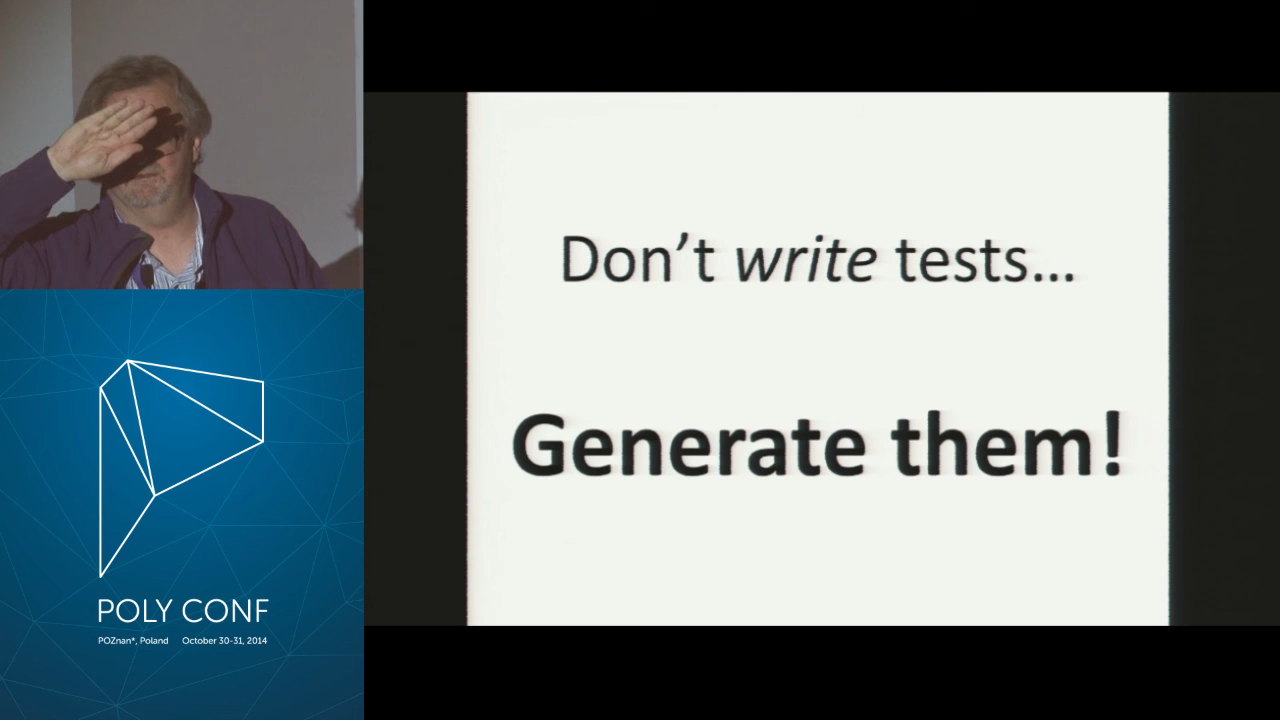 Don’t write tests...
Generate them!
POLY CONF
POZnan*, Poland October 30-31, 2014